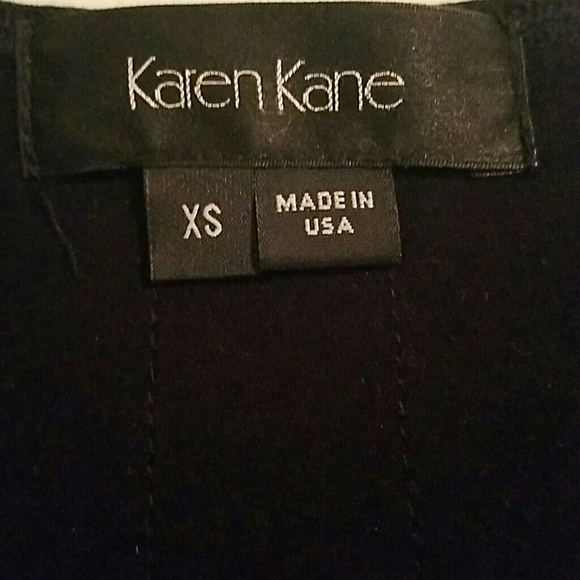 Karen Kane
XS
MADE IN
USA